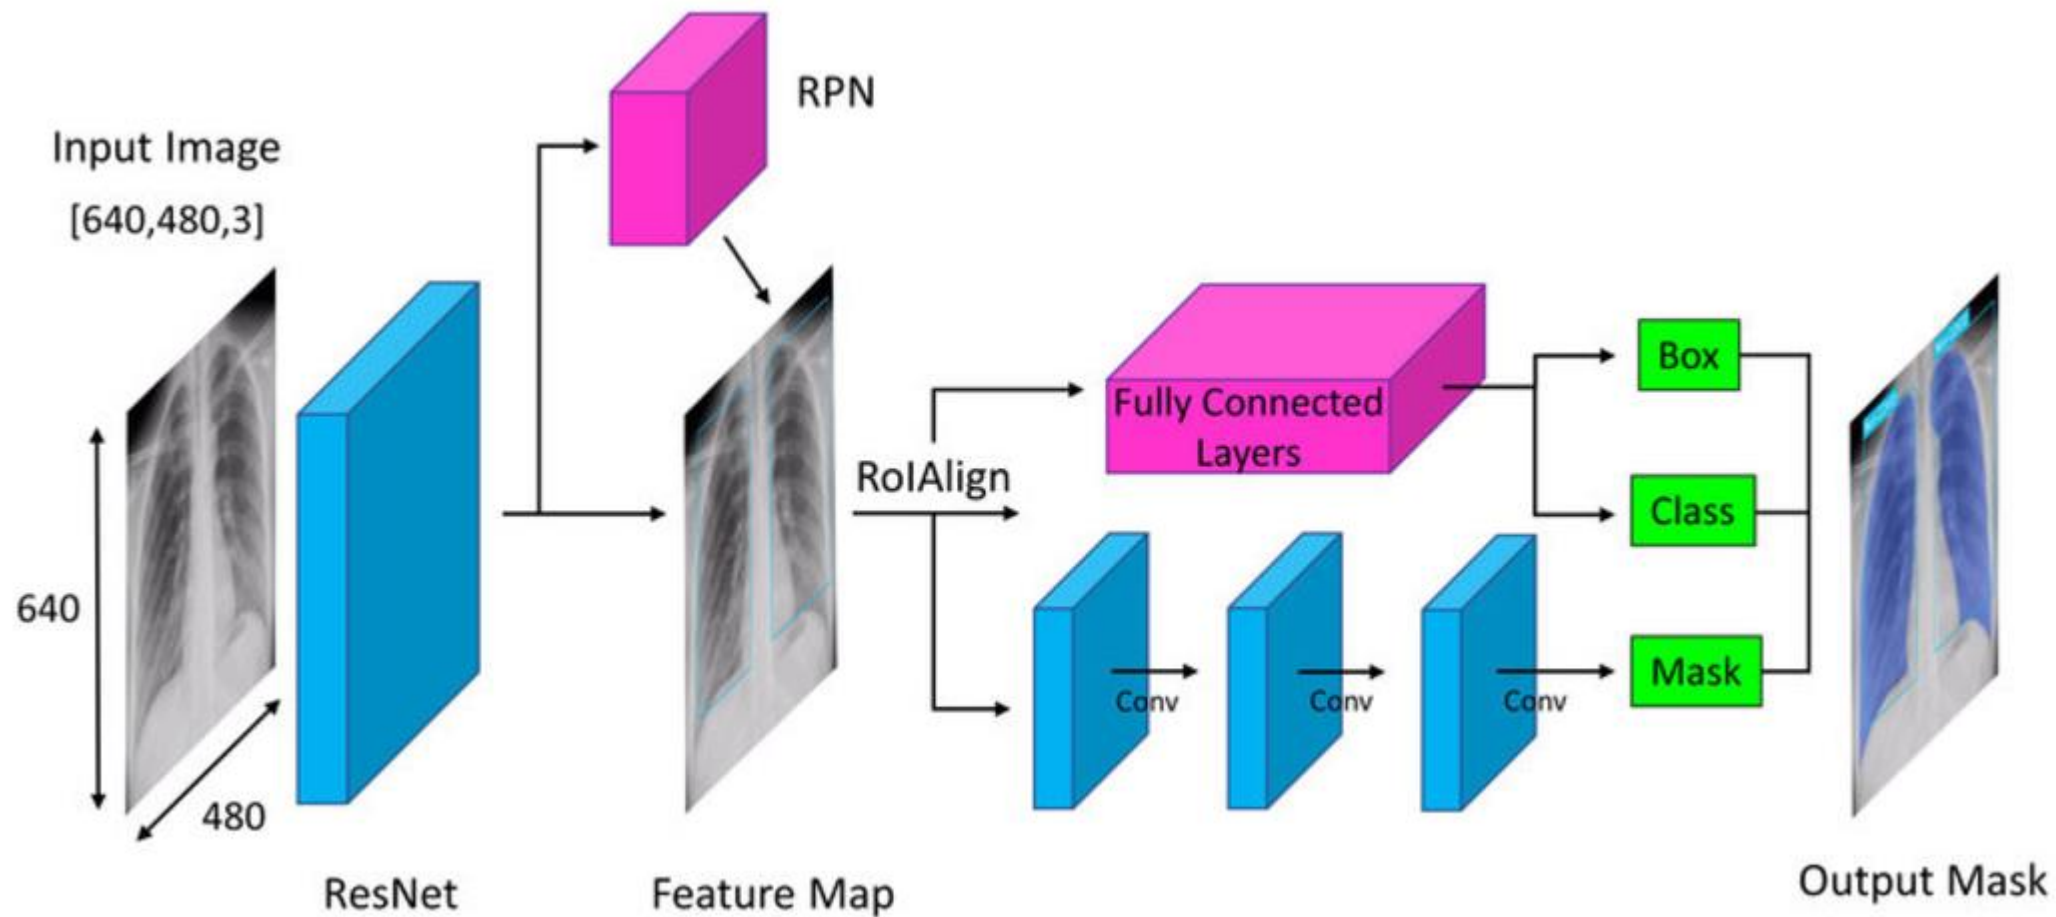 Input Image
[640,480,3]
640
480
ResNet
RPN
Feature Map
RoIAlign
Fully Connected
Layers
Conv
Conv
Conv
Box
Class
Mask
Output Mask